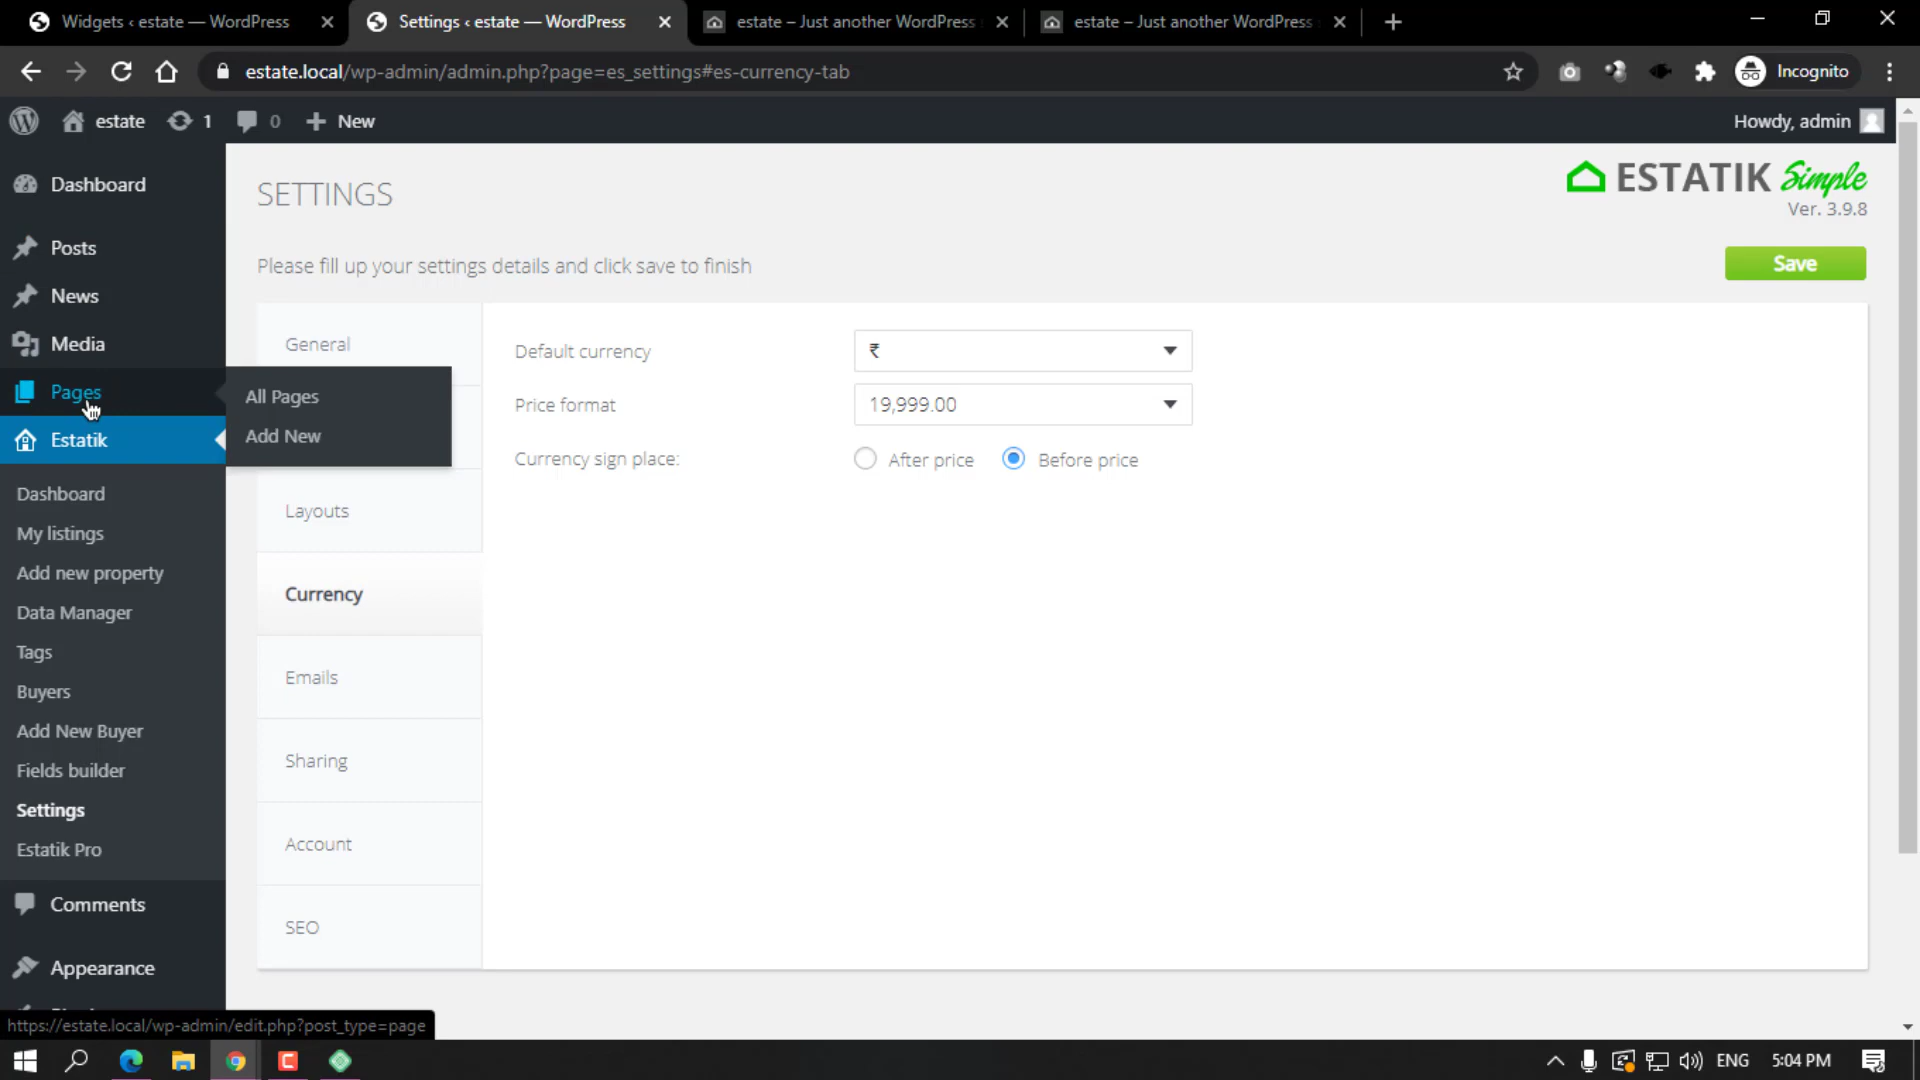 Widgets ‹ estate — WordPress
Settings ‹ estate — WordPress
estate – Just another WordPress
estate – Just another WordPress
estate.local/wp-admin/admin.php?page=es_settings#es-currency-tab
Incognito
estate
1
0
New
Howdy, admin
Dashboard
Posts
News
Media
Pages
All Pages
Add New
Estatik
Dashboard
My listings
Add new property
Data Manager
Tags
Buyers
Add New Buyer
Fields builder
Settings
Estatik Pro
Comments
Appearance
SETTINGS
ESTATIK Simple
Ver. 3.9.8
Please fill up your settings details and click save to finish
Save
General
Layouts
Currency
Emails
Sharing
Account
SEO
Default currency
₹
Price format
19,999.00
Currency sign place:
After price
Before price
https://estate.local/wp-admin/edit.php?post_type=page
ENG
5:04 PM